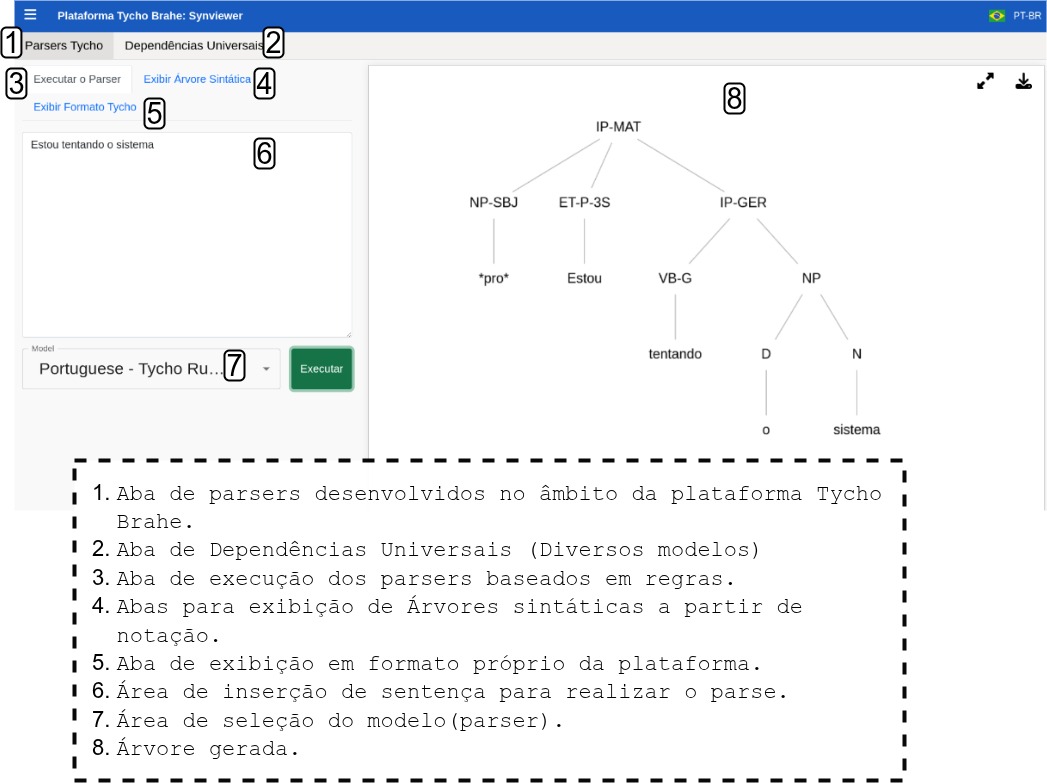 Plataforma Tycho Brahe: Synviewer
PT-BR
1 Parsers Tycho
Dependências Universais 2
3 Executar o Parser
Exibir Árvore Sintática 4
Exibir Formato Tycho 5
Estou tentando o sistema
6
Model
Portuguese - Tycho Ru... 7
Executar
8
IP-MAT
NP-SBJ ET-P-3S IP-GER
*pro* Estou VB-G NP
tentando D N
o sistema
1. Aba de parsers desenvolvidos no âmbito da plataforma Tycho
Brahe.
2. Aba de Dependências Universais (Diversos modelos)
3. Aba de execução dos parsers baseados em regras.
4. Abas para exibição de Árvores sintáticas a partir de
notação.
5. Aba de exibição em formato próprio da plataforma.
6. Área de inserção de sentença para realizar o parse.
7. Área de seleção do modelo(parser).
8. Árvore gerada.